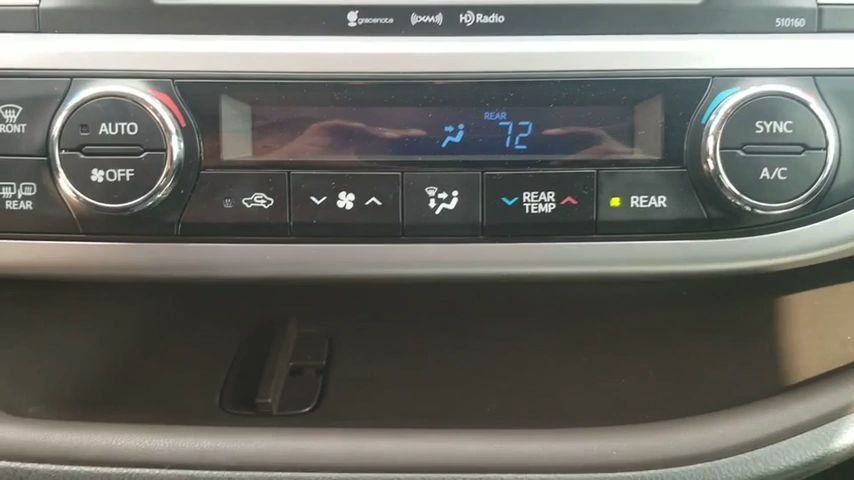 gracenote ((SXM)) HD Radio 510160
FRONT
AUTO
OFF
REAR
72
SYNC
A/C
REAR
REAR
TEMP
REAR